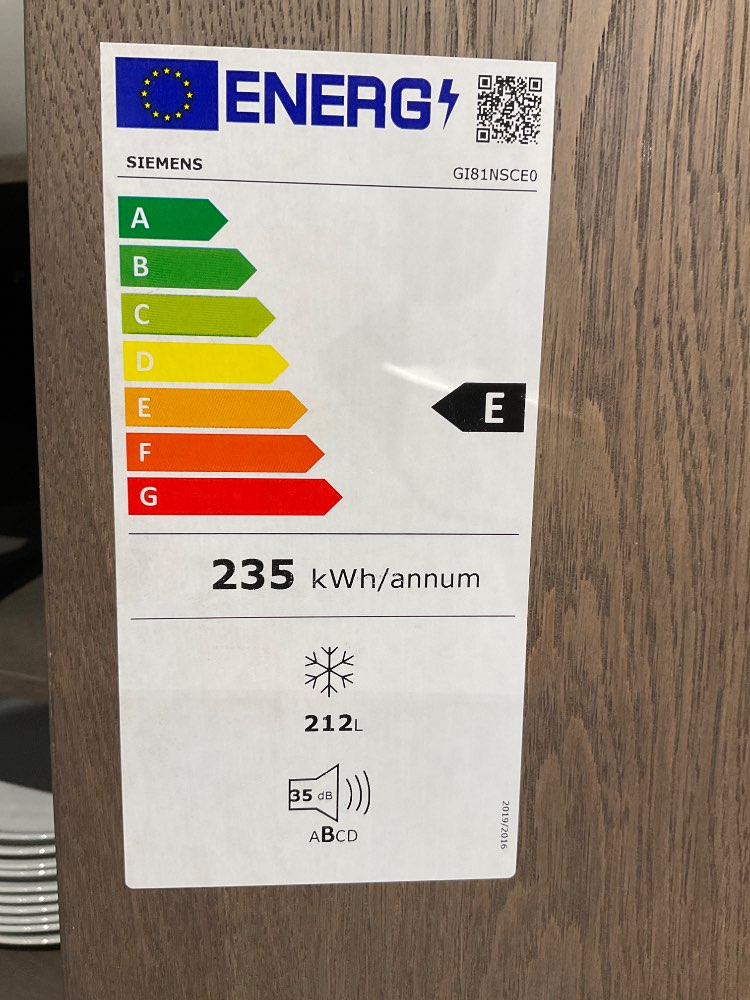 ENERG
SIEMENS
GI81NSCE0
A
B
C
D
E
E
F
G
235 kWh/annum
212L
35 dB
ABCD
2019/2016